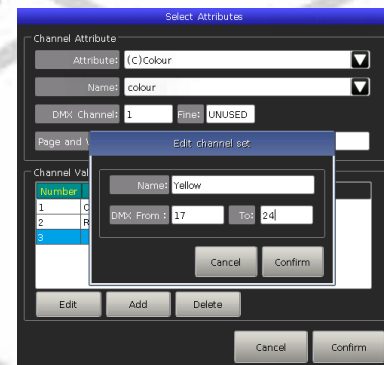 Select Attributes
Channel Attribute
Attribute: (C)Colour
Name: colour
DMX Channel: 1 Fine: UNUSED
Page and
Edit channel set
Channel Val
Number
Name: Yellow
1
DMX From : 17 To: 24
2
3
Cancel Confirm
Edit Add Delete
Cancel Confirm